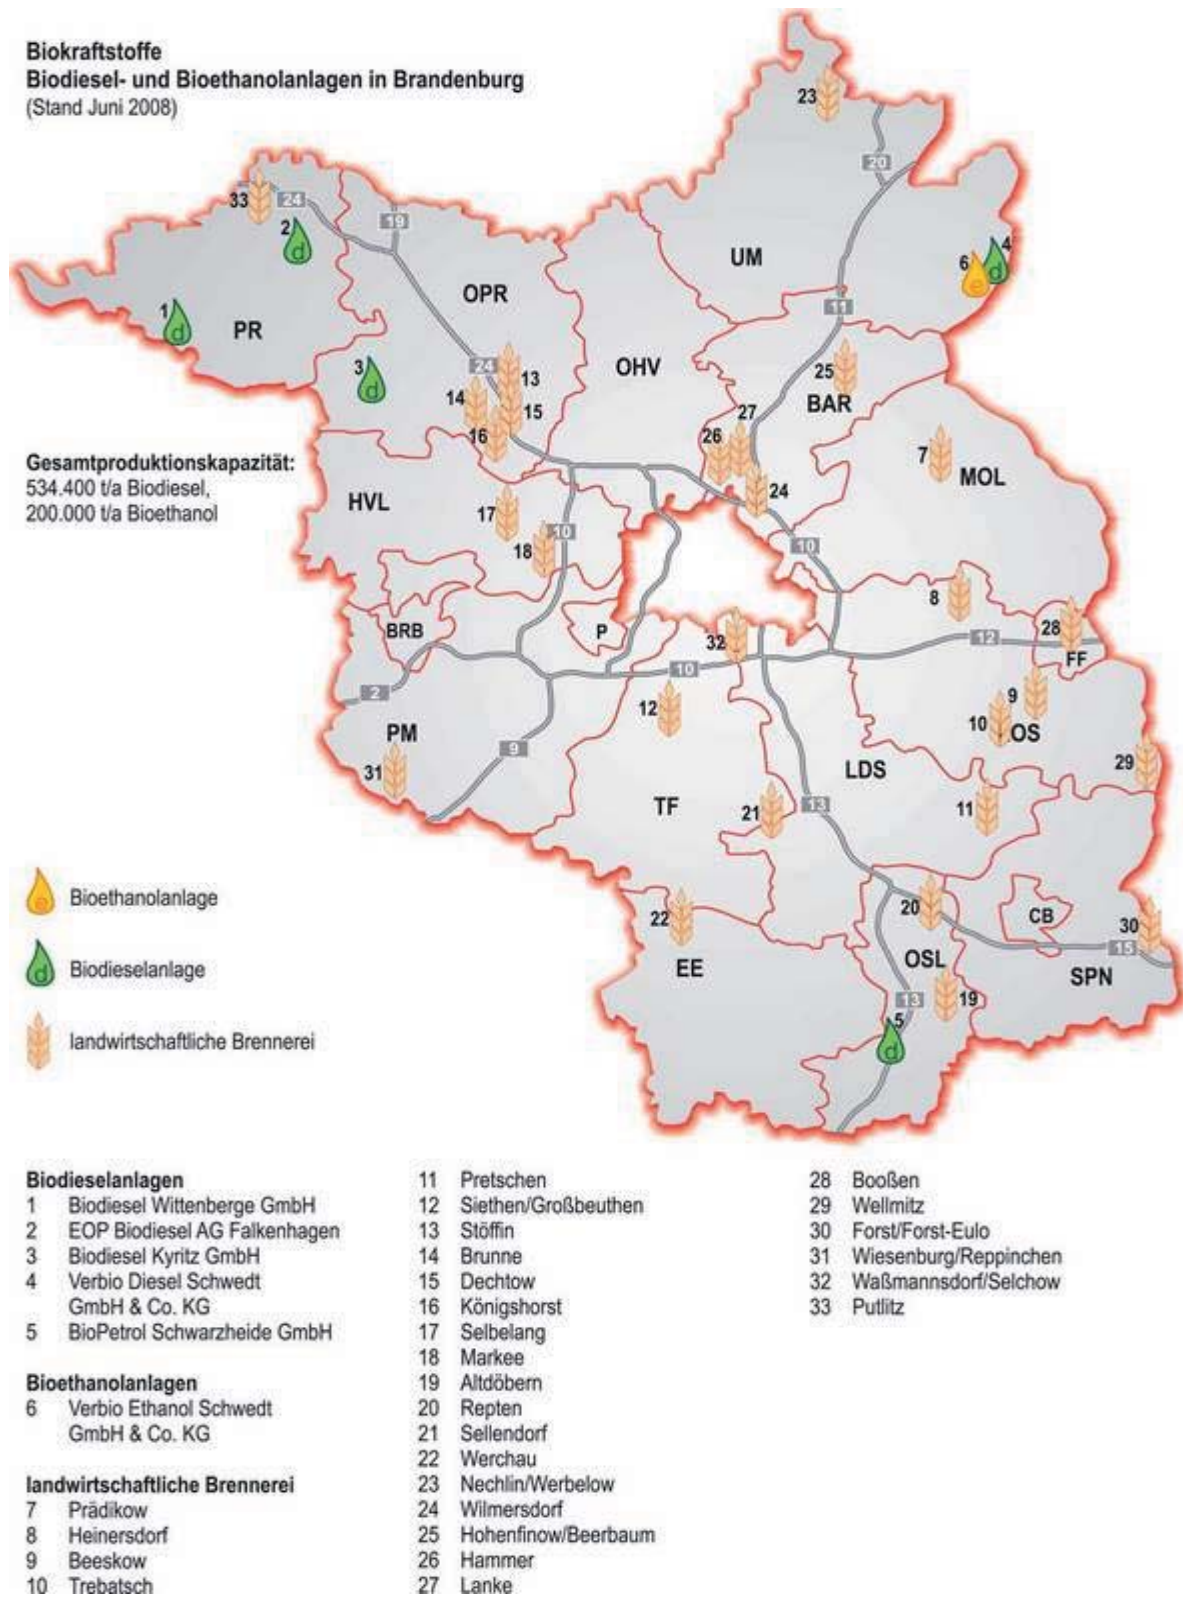 Biokraftstoffe
Biodiesel- und Bioethanolanlagen in Brandenburg
(Stand Juni 2008)
23
20
33
24
2
d
19
4
6
d
e
UM
OPR
11
1
d
PR
24
3
d
13
OHV
25
14
BAR
15
27
16
26
7
MOL
Gesamtproduktionskapazität:
534.400 t/a Biodiesel,
200.000 t/a Bioethanol
HVL
24
17
10
10
18
8
28
BRB
P
32
12
FF
10
2
12
9
10
OS
PM
9
29
31
LDS
TF
21
13
11
Bioethanolanlage
e
22
20
CB
30
15
Biodieselanlage
d
EE
OSL
SPN
13
19
5
d
landwirtschaftliche Brennerei
Biodieselanlagen
1 Biodiesel Wittenberge GmbH
2 EOP Biodiesel AG Falkenhagen
3 Biodiesel Kyritz GmbH
4 Verbio Diesel Schwedt
GmbH & Co. KG
5 BioPetrol Schwarzheide GmbH
Bioethanolanlagen
6 Verbio Ethanol Schwedt
GmbH & Co. KG
landwirtschaftliche Brennerei
7 Prädikow
8 Heinersdorf
9 Beeskow
10 Trebatsch
11 Pretschen
12 Siethen/Großbeuthen
13 Stöffin
14 Brunne
15 Dechtow
16 Königshorst
17 Selbelang
18 Markee
19 Altdöbern
20 Repten
21 Sellendorf
22 Werchau
23 Nechlin/Werbelow
24 Wilmersdorf
25 Hohenfinow/Beerbaum
26 Hammer
27 Lanke
28 Booßen
29 Wellmitz
30 Forst/Forst-Eulo
31 Wiesenburg/Reppinchen
32 Waßmannsdorf/Selchow
33 Putlitz